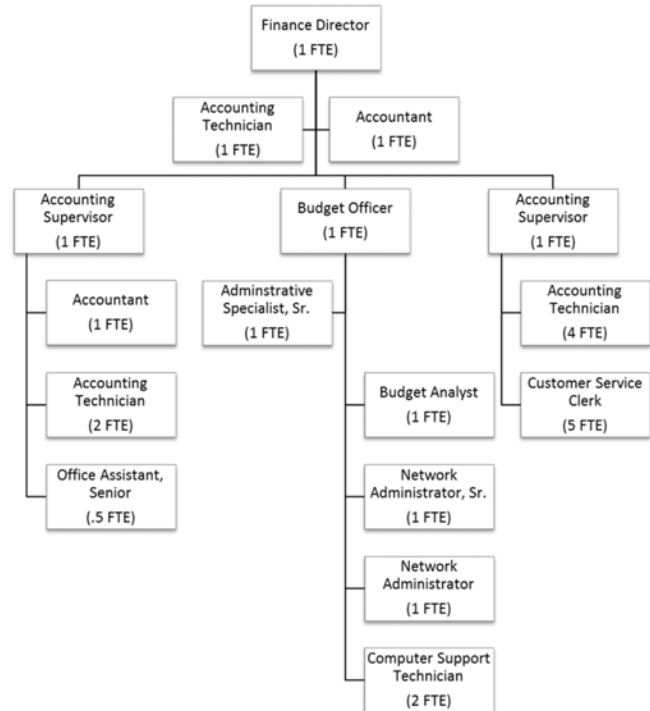 Finance Director
(1 FTE)
Accounting
Technician
(1 FTE)
Accountant
(1 FTE)
Accounting
Supervisor
(1 FTE)
Budget Officer
(1 FTE)
Accounting
Supervisor
(1 FTE)
Accountant
(1 FTE)
Accounting
Technician
(2 FTE)
Office Assistant,
Senior
(.5 FTE)
Adminstrative
Specialist, Sr.
(1 FTE)
Budget Analyst
(1 FTE)
Network
Administrator, Sr.
(1 FTE)
Network
Administrator
(1 FTE)
Computer Support
Technician
(2 FTE)
Accounting
Technician
(4 FTE)
Customer Service
Clerk
(5 FTE)